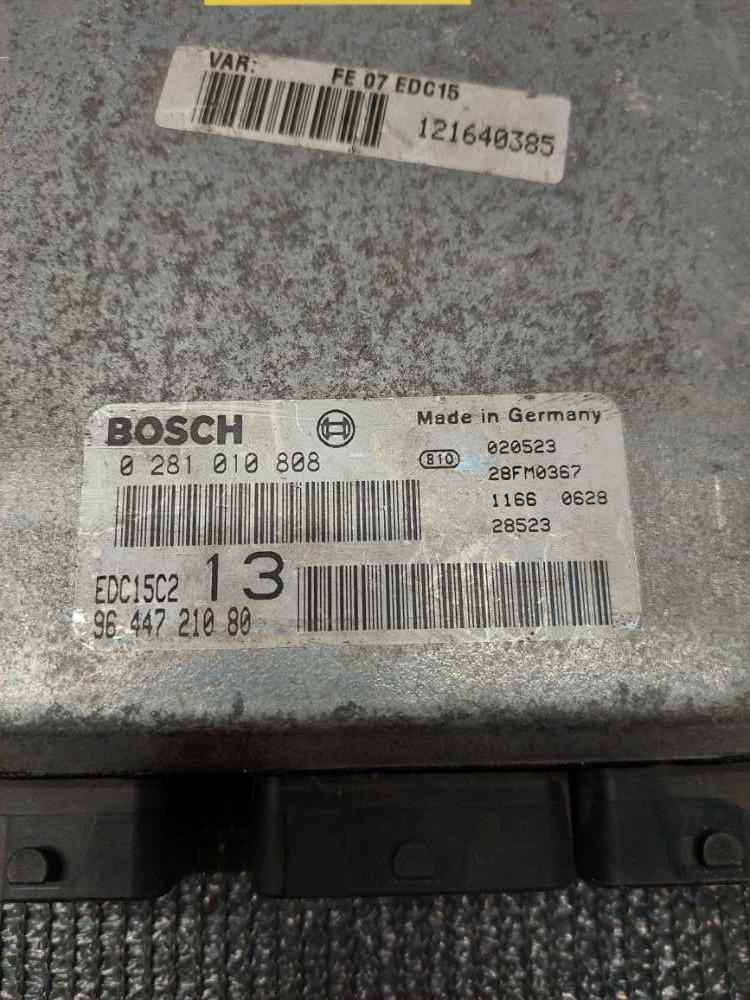 VAR: FE 07 EDC15
121640385
BOSCH
Made in Germany
0 281 010 808
B10
020523
28FM0367
1166 0628
28523
EDC15C2 13
96 447 210 80